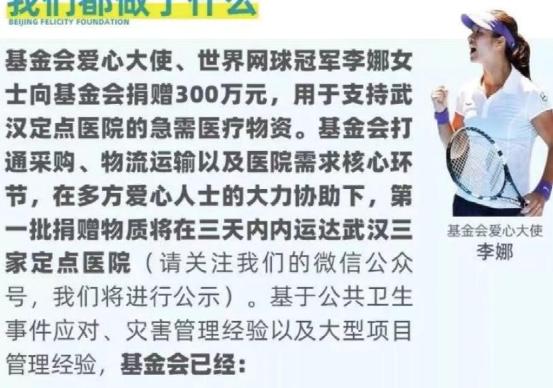 我们都做了什么
BEIJING FELICITY FOUNDATION
基金会爱心大使、世界网球冠军李娜女
士向基金会捐赠300万元，用于支持武
汉定点医院的急需医疗物资。基金会打
通采购、物流运输以及医院需求核心环
节，在多方爱心人士的大力协助下，第
一批捐赠物质将在三天内内运达武汉三
家定点医院（请关注我们的微信公众
号，我们将进行公示）。基于公共卫生
事件应对、灾害管理经验以及大型项目
管理经验，基金会已经：
基金会爱心大使
李娜